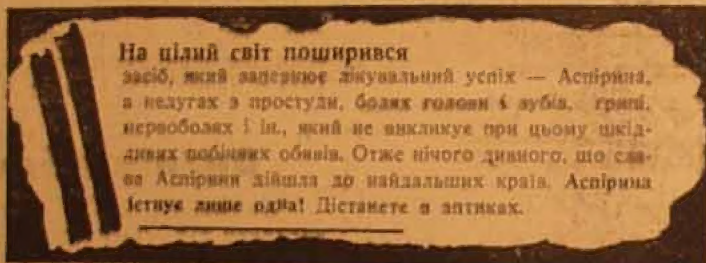 На цілий світ поширився
засіб, який запевнює лікувальний успіх — Аспірина,
в недугах з простуди, болях голови і зубів, грипі,
нервоболях і ін., який не викликує при цьому шкід-
ливих побічних обявів. Отже нічого дивного, що сла-
ва Аспірини дійшла до найдальших країв. Аспірина
істнує лише одна! Дістанете в аптиках.